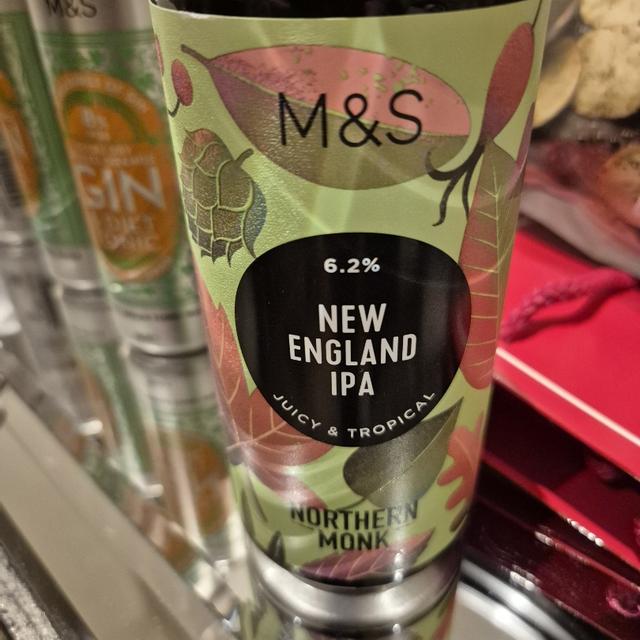 M&S
6.2%
NEW
ENGLAND
IPA
JUICY & TROPICAL
NORTHERN
MONK
M&S
GIN